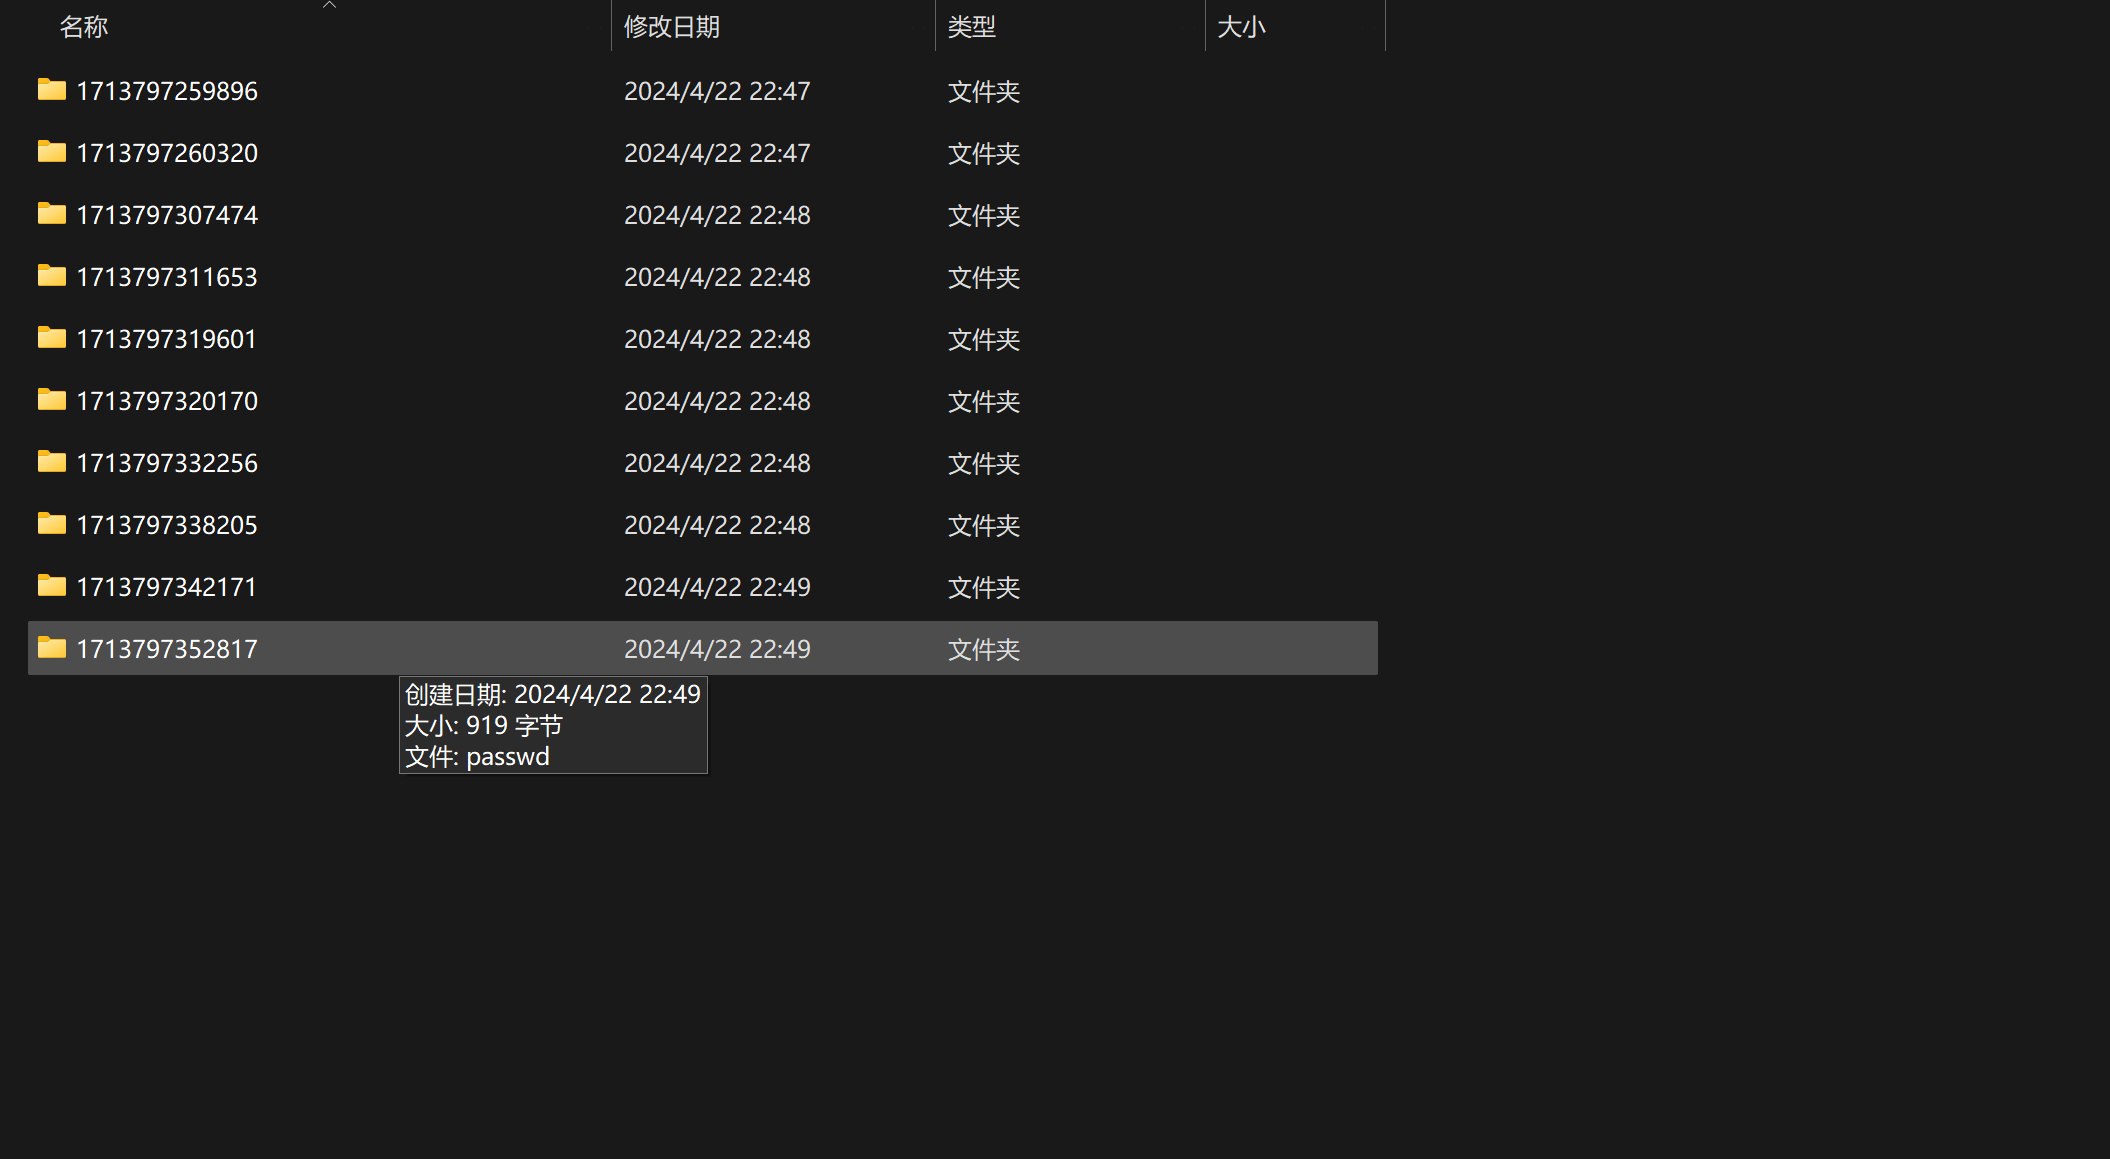 名称 修改日期 类型 大小
1713797259896 2024/4/22 22:47 文件夹
1713797260320 2024/4/22 22:47 文件夹
1713797307474 2024/4/22 22:48 文件夹
1713797311653 2024/4/22 22:48 文件夹
1713797319601 2024/4/22 22:48 文件夹
1713797320170 2024/4/22 22:48 文件夹
1713797332256 2024/4/22 22:48 文件夹
1713797338205 2024/4/22 22:48 文件夹
1713797342171 2024/4/22 22:49 文件夹
1713797352817 2024/4/22 22:49 文件夹
创建日期: 2024/4/22 22:49
大小: 919 字节
文件: passwd